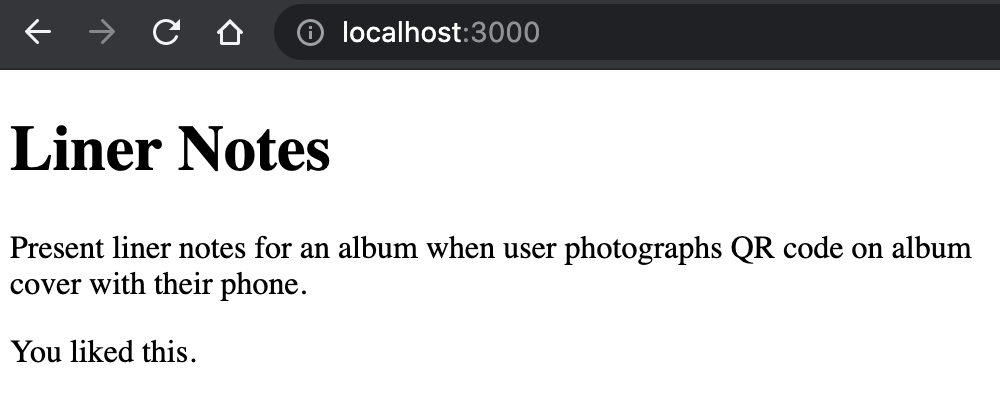 localhost:3000
Liner Notes
Present liner notes for an album when user photographs QR code on album
cover with their phone.
You liked this.